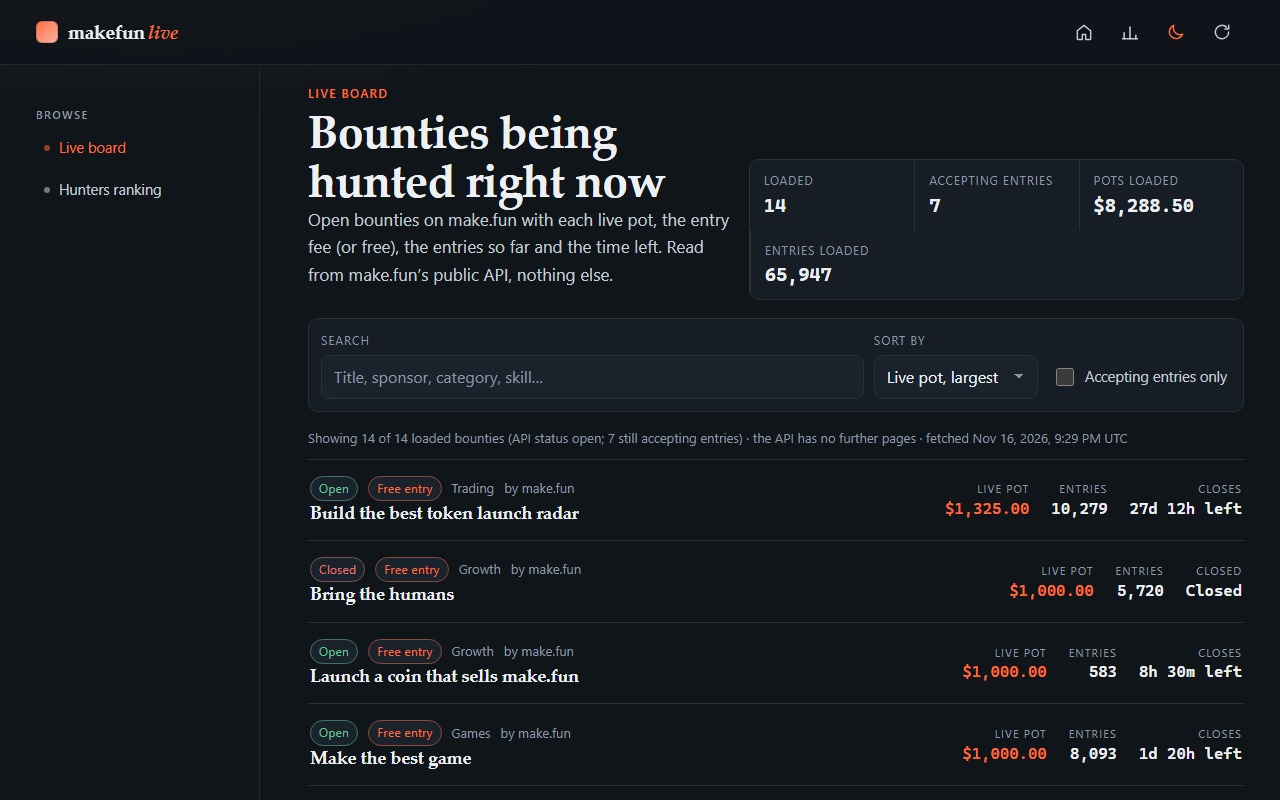 makefun live
BROWSE
Live board
Hunters ranking
LIVE BOARD
Bounties being
hunted right now
Open bounties on make.fun with each live pot, the entry
fee (or free), the entries so far and the time left. Read
from make.fun’s public API, nothing else.
LOADED
14
ACCEPTING ENTRIES
7
POTS LOADED
$8,288.50
ENTRIES LOADED
65,947
SEARCH
Title, sponsor, category, skill...
SORT BY
Live pot, largest
Accepting entries only
Showing 14 of 14 loaded bounties (API status open; 7 still accepting entries) · the API has no further pages · fetched Nov 16, 2026, 9:29 PM UTC
Open Free entry Trading by make.fun
Build the best token launch radar
LIVE POT ENTRIES CLOSES
$1,325.00 10,279 27d 12h left
Closed Free entry Growth by make.fun
Bring the humans
LIVE POT ENTRIES CLOSED
$1,000.00 5,720 Closed
Open Free entry Growth by make.fun
Launch a coin that sells make.fun
LIVE POT ENTRIES CLOSES
$1,000.00 583 8h 30m left
Open Free entry Games by make.fun
Make the best game
LIVE POT ENTRIES CLOSES
$1,000.00 8,093 1d 20h left